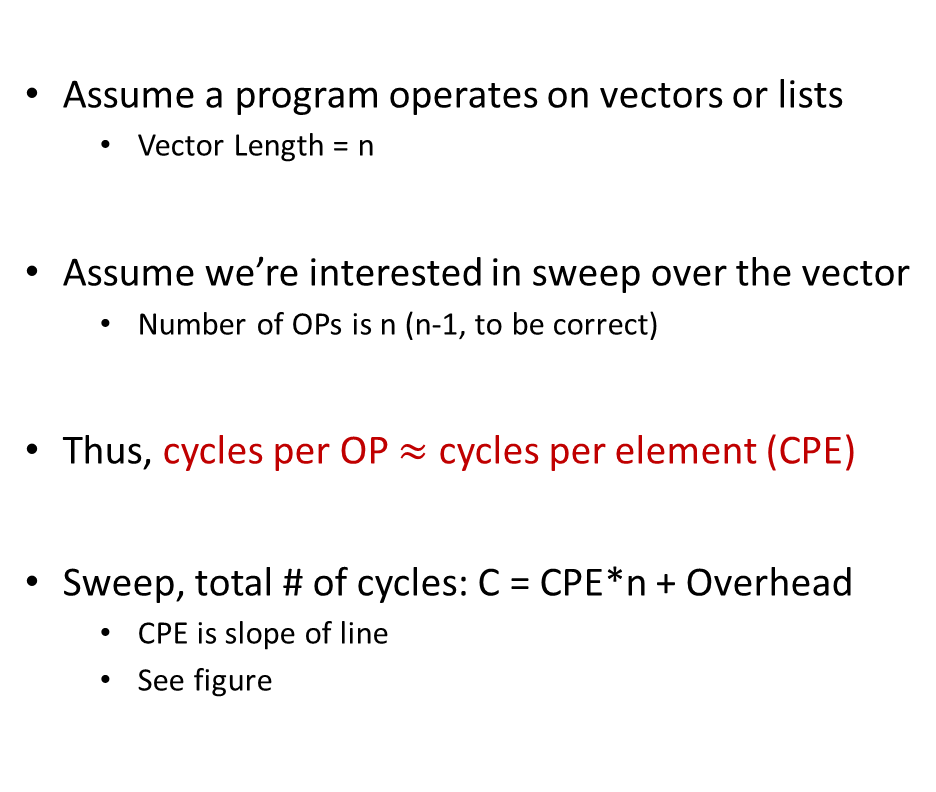 • Assume a program operates on vectors or lists
• Vector Length = n
• Assume we’re interested in sweep over the vector
• Number of OPs is n (n-1, to be correct)
• Thus, cycles per OP ≈ cycles per element (CPE)
• Sweep, total # of cycles: C = CPE*n + Overhead
• CPE is slope of line
• See figure